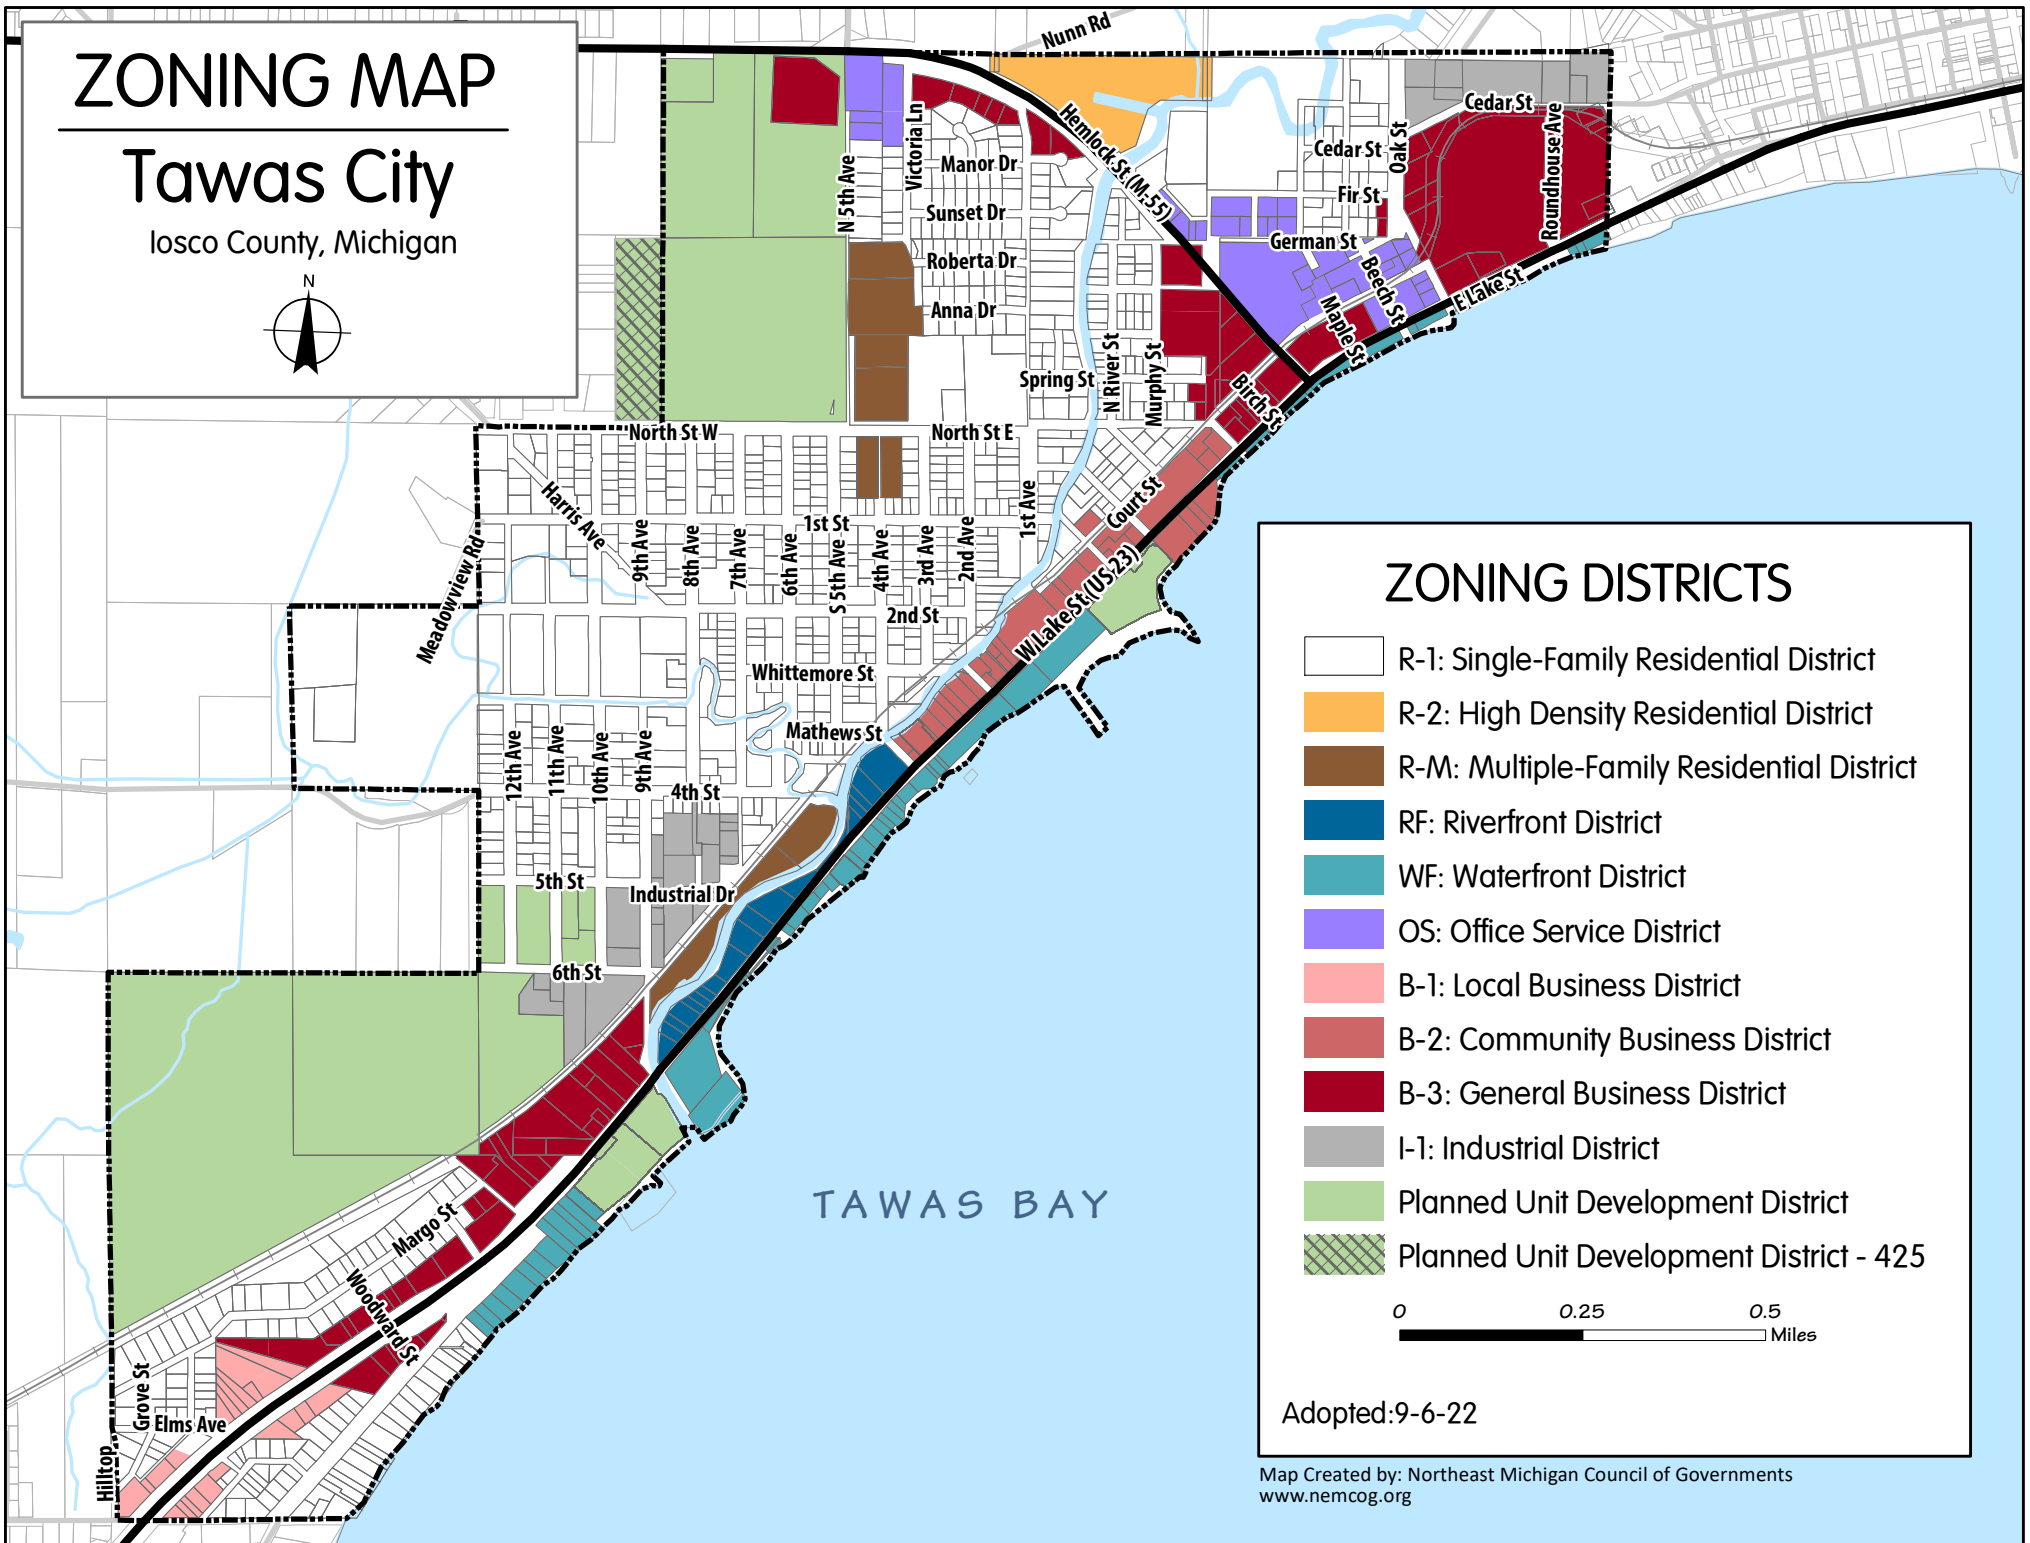 ZONING MAP
Tawas City
Iosco County, Michigan
N
Nunn Rd
Hemlock St (M-55)
Cedar St
Roundhouse Ave
Oak St
Cedar St
Fir St
German St
Beech St
Maple St
E Lake St
Birch St
Victoria Ln
N 5th Ave
Manor Dr
Sunset Dr
Roberta Dr
Anna Dr
Spring St
N River St
Murphy St
North St W
North St E
Harris Ave
1st St
1st Ave
Court St
Meadowview Rd
9th Ave
8th Ave
7th Ave
6th Ave
S 5th Ave
4th Ave
3rd Ave
2nd Ave
2nd St
W Lake St (US 23)
Whittemore St
Mathews St
12th Ave
11th Ave
10th Ave
9th Ave
4th St
5th St
Industrial Dr
6th St
Margo St
Woodward St
Grove St
Elms Ave
Hilltop
TAWAS BAY
ZONING DISTRICTS
R-1: Single-Family Residential District
R-2: High Density Residential District
R-M: Multiple-Family Residential District
RF: Riverfront District
WF: Waterfront District
OS: Office Service District
B-1: Local Business District
B-2: Community Business District
B-3: General Business District
I-1: Industrial District
Planned Unit Development District
Planned Unit Development District - 425
0 0.25 0.5
Miles
Adopted:9-6-22
Map Created by: Northeast Michigan Council of Governments
www.nemcog.org